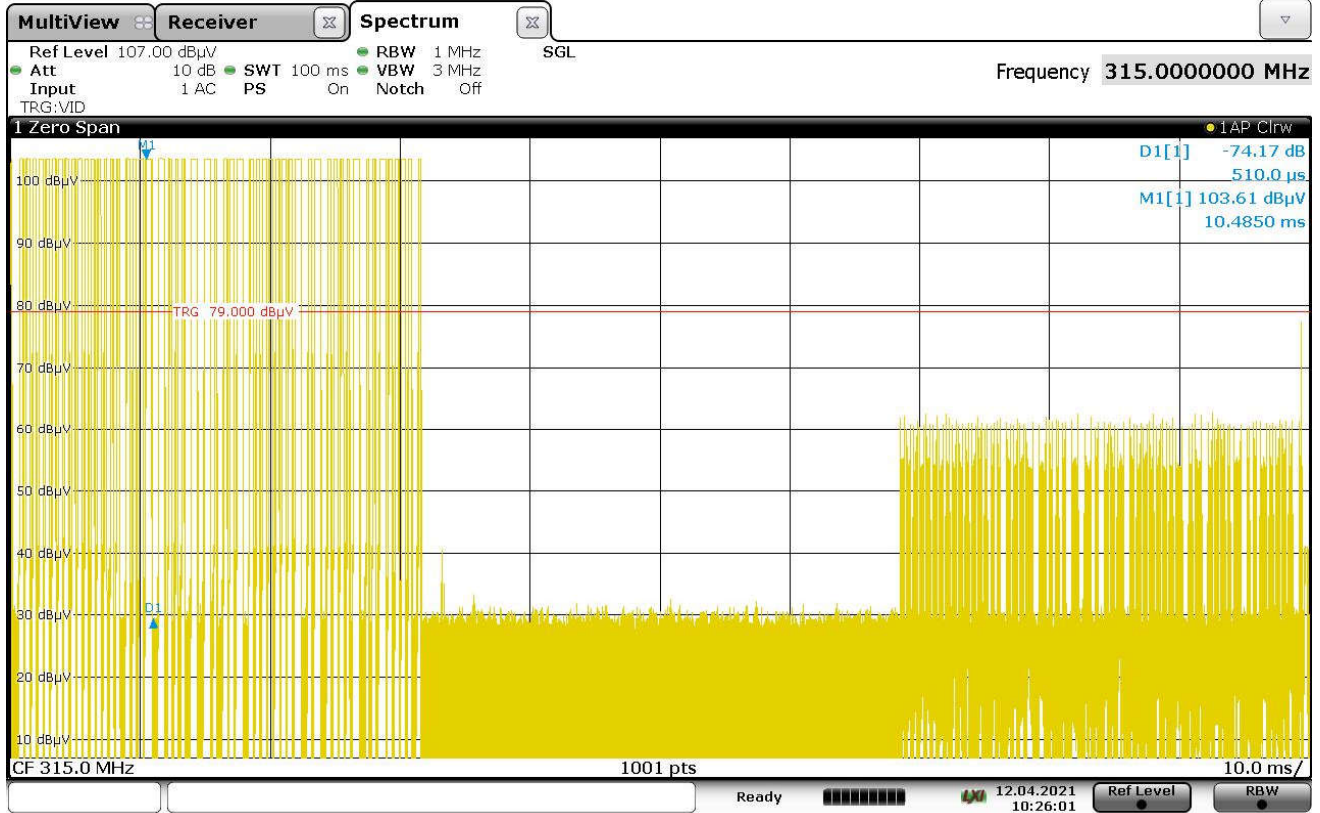 MultiView Receiver Spectrum
Ref Level 107.00 dBµV RBW 1 MHz SGL
Att 10 dB SWT 100 ms VBW 3 MHz Frequency 315.0000000 MHz
Input 1 AC PS On Notch Off
TRG:VID
1 Zero Span 1AP Clrw
M1
D1[1] -74.17 dB
510.0 µs
M1[1] 103.61 dBµV
10.4850 ms
100 dBµV
90 dBµV
80 dBµV
TRG 79.000 dBµV
70 dBµV
60 dBµV
50 dBµV
40 dBµV
30 dBµV
D1
20 dBµV
10 dBµV
CF 315.0 MHz 1001 pts 10.0 ms/
Ready LXI 12.04.2021 Ref Level RBW
10:26:01